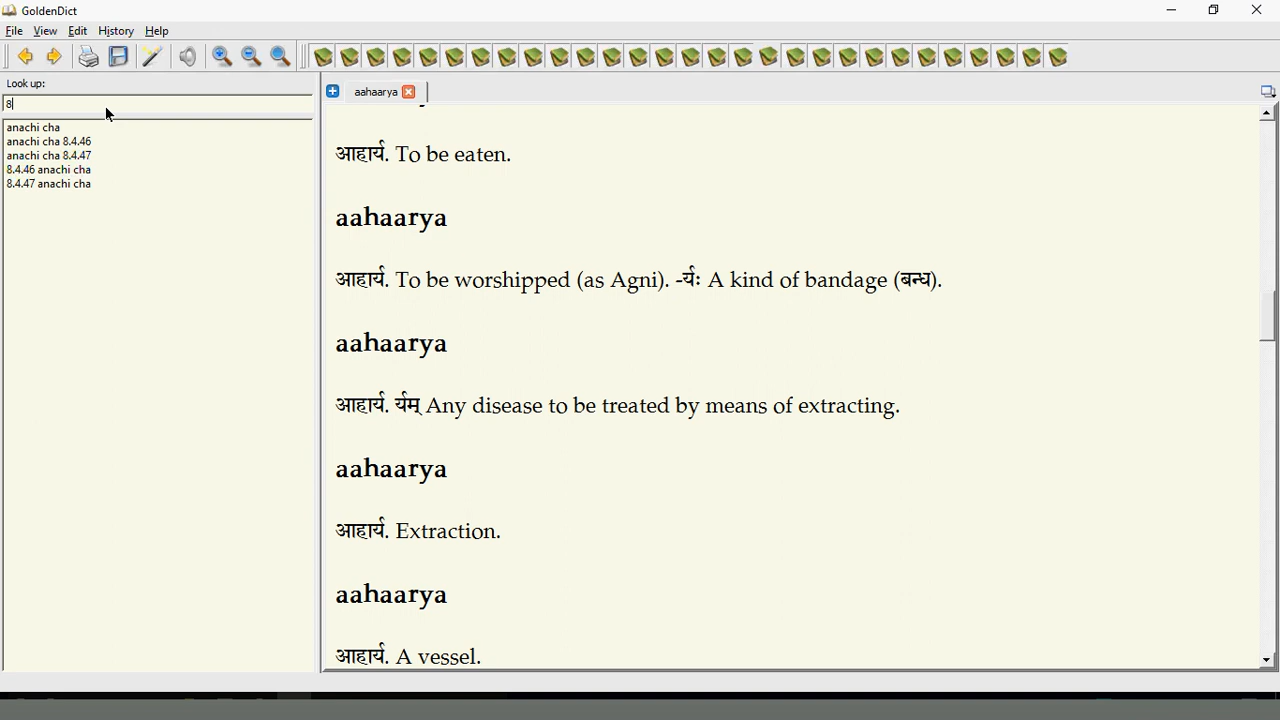 GoldenDict
File View Edit History Help
Look up:
8
anachi cha
anachi cha 8.4.46
anachi cha 8.4.47
8.4.46 anachi cha
8.4.47 anachi cha
aahaarya
आहार्य. To be eaten.
aahaarya
आहार्य. To be worshipped (as Agni). -र्यः A kind of bandage (बन्ध).
aahaarya
आहार्य. र्यम् Any disease to be treated by means of extracting.
aahaarya
आहार्य. Extraction.
aahaarya
आहार्य. A vessel.